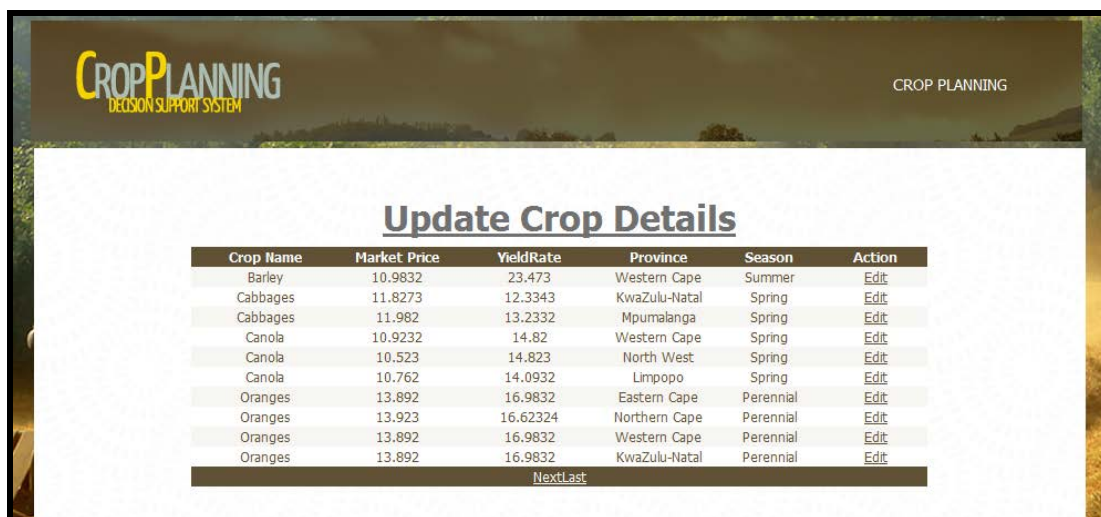 CROPPLANNING
DECISION SUPPORT SYSTEM
CROP PLANNING
Update Crop Details
Crop Name Market Price YieldRate Province Season Action
Barley 10.9832 23.473 Western Cape Summer Edit
Cabbages 11.8273 12.3343 KwaZulu-Natal Spring Edit
Cabbages 11.982 13.2332 Mpumalanga Spring Edit
Canola 10.9232 14.82 Western Cape Spring Edit
Canola 10.523 14.823 North West Spring Edit
Canola 10.762 14.0932 Limpopo Spring Edit
Oranges 13.892 16.9832 Eastern Cape Perennial Edit
Oranges 13.923 16.62324 Northern Cape Perennial Edit
Oranges 13.892 16.9832 Western Cape Perennial Edit
Oranges 13.892 16.9832 KwaZulu-Natal Perennial Edit
NextLast